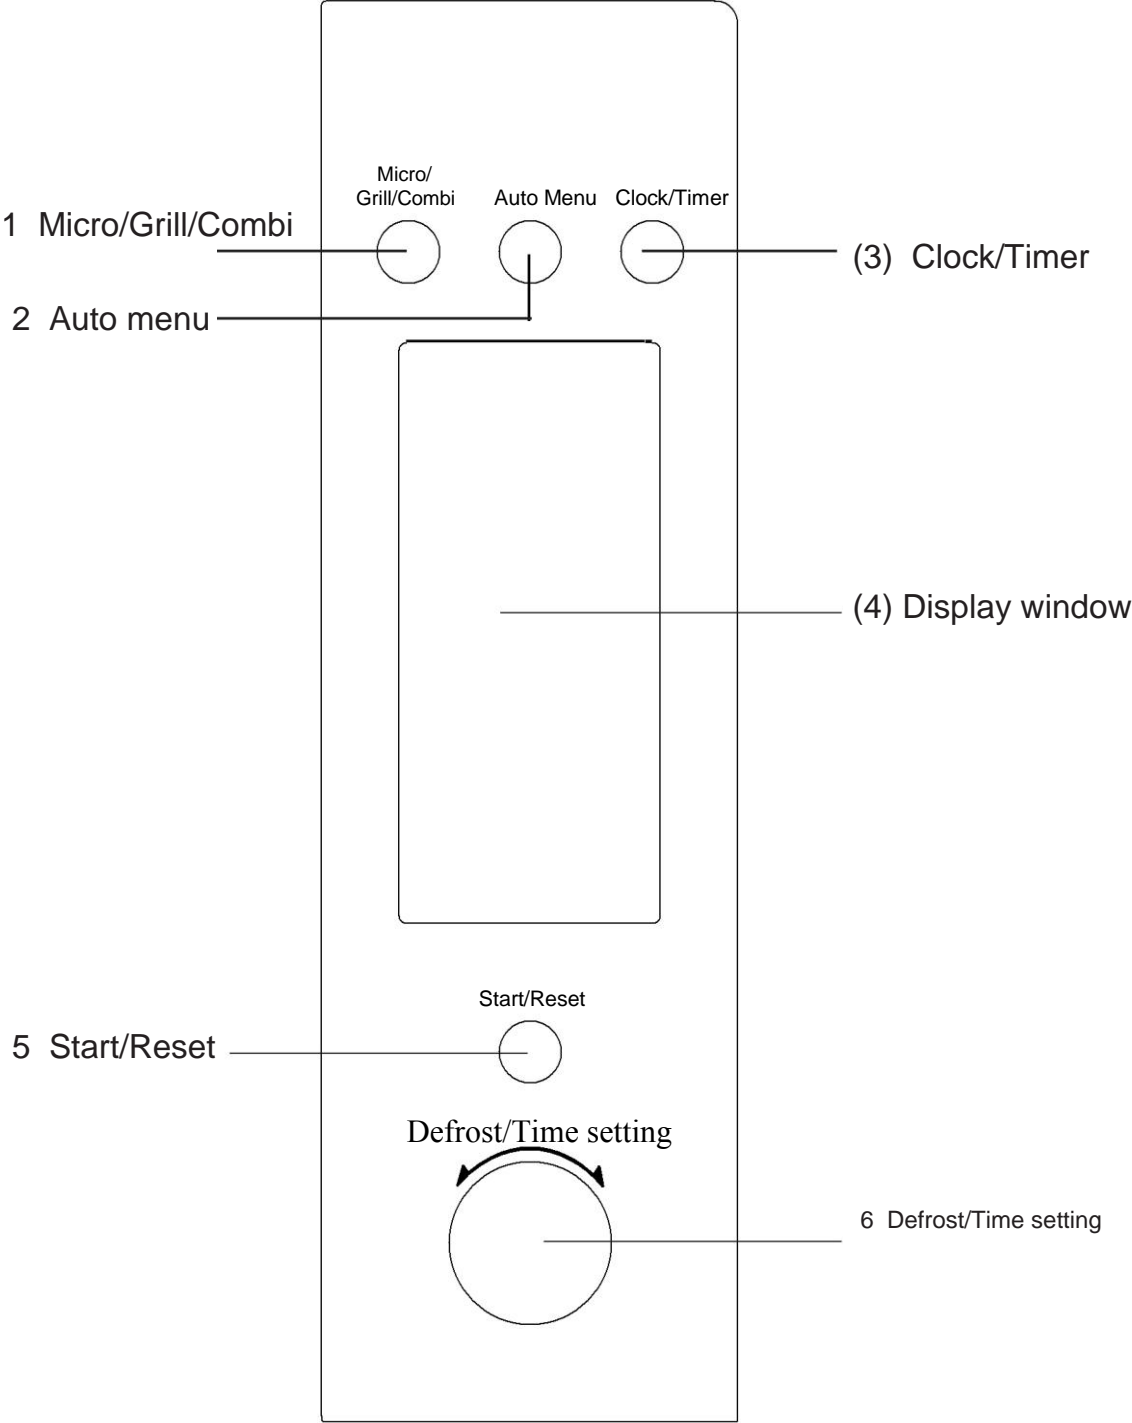 Micro/
Grill/Combi
Auto Menu
Clock/Timer
1 Micro/Grill/Combi
(3) Clock/Timer
2 Auto menu
(4) Display window
Start/Reset
5 Start/Reset
Defrost/Time setting
6 Defrost/Time setting